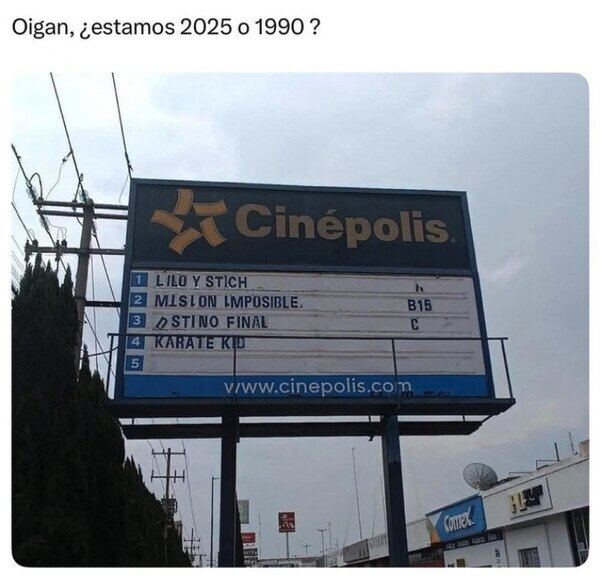 Oigan, ¿estamos 2025 o 1990 ?
Cinépolis
1 LILO Y STICH A
2 MISION IMPOSIBLE. B15
3 DSTINO FINAL C
4 KARATE KID
5
www.cinepolis.com
Comex